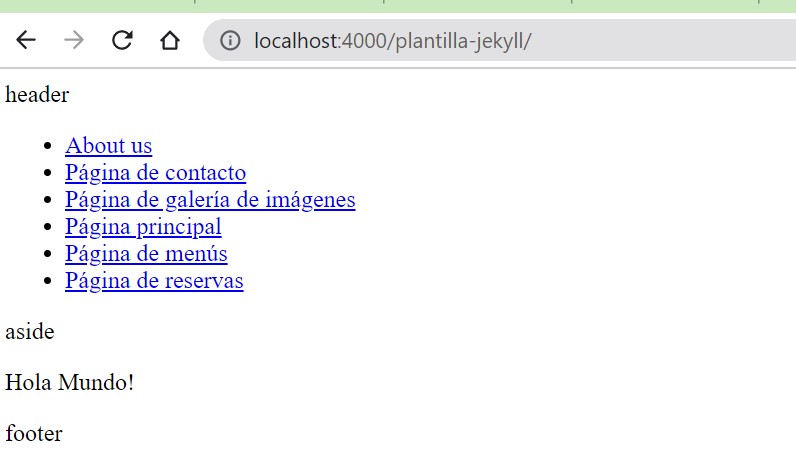 localhost:4000/plantilla-jekyll/
header
About us
Página de contacto
Página de galería de imágenes
Página principal
Página de menús
Página de reservas
aside
Hola Mundo!
footer